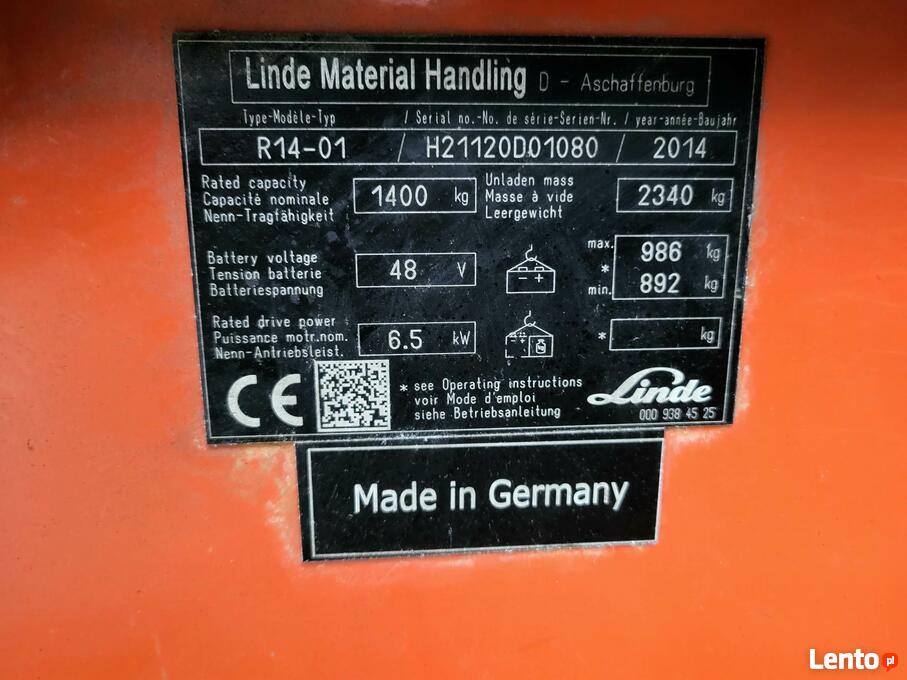 Linde Material Handling D - Aschaffenburg
Type-Modèle-Typ / Serial no.-No. de série-Serien-Nr. / year-année-Baujahr
R14-01 / H21120D01080 / 2014
Rated capacity
Capacité nominale
Nenn-Tragfähigkeit
1400 kg
Unladen mass
Masse à vide
Leergewicht
2340 kg
Battery voltage
Tension batterie
Batteriespannung
48 V
- +
max. 986 kg
*
min. 892 kg
Rated drive power
Puissance motr.nom.
Nenn-Antriebsleist.
6.5 kW
* kg
CE
* see Operating instructions
voir Mode d'emploi
siehe Betriebsanleitung
Linde
000 938 45 25
Made in Germany
Lento.pl